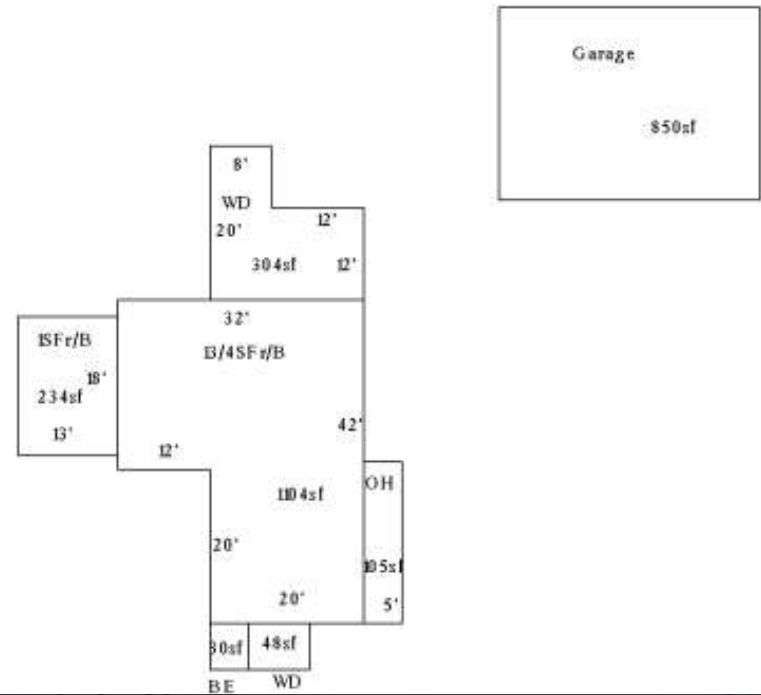 Garage
850sf
8'
WD
20'
12'
304sf
12'
32'
1SFr/B
13/4SFr/B
18'
234sf
13'
42'
12'
OH
1104sf
20'
105sf
20'
5'
30sf
48sf
BE
WD